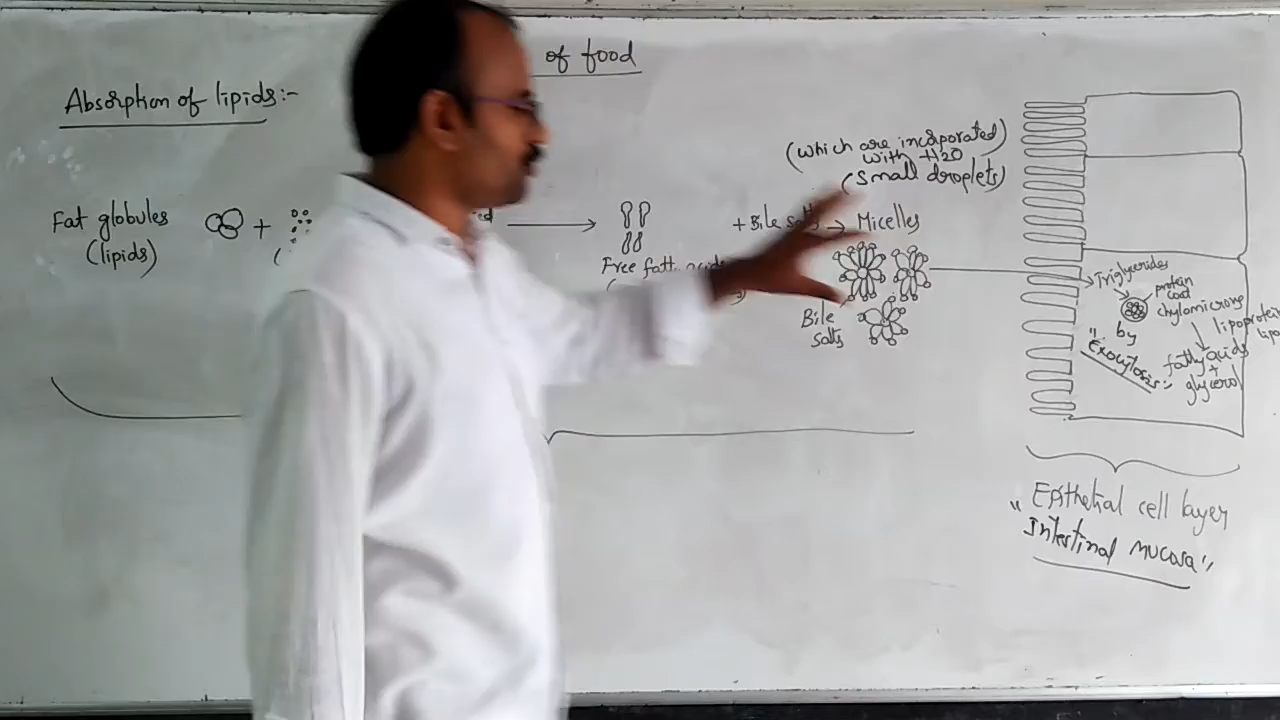 of food
Absorption of lipids:-
(which are incorporated)
with H2O
(small droplets)
Fat globules
(lipids)
+
+ Bile salts → Micelles
Free fatty acids
Bile
salts
Triglycerides
protein
coat
chylomicrons
by
"Exocytosis:-
lipoprotein
fatty acids
+
glycerol
"Epithelial cell layer
Intestinal mucosa"